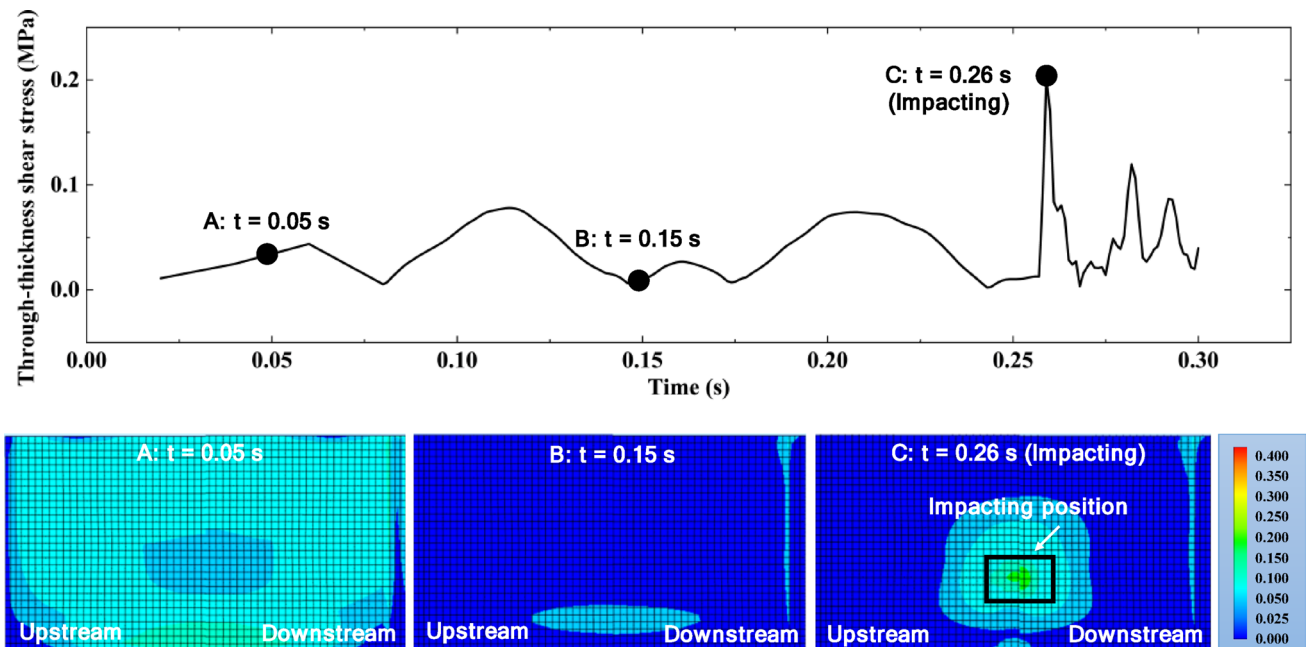 Through-thickness shear stress (MPa)
0.2
0.1
0.0
A: t = 0.05 s
B: t = 0.15 s
C: t = 0.26 s
(Impacting)
0.00
0.05
0.10
0.15
0.20
0.25
0.30
Time (s)
A: t = 0.05 s
Upstream
Downstream
B: t = 0.15 s
Upstream
Downstream
C: t = 0.26 s (Impacting)
Impacting position
Upstream
Downstream
0.400
0.350
0.300
0.250
0.200
0.150
0.100
0.050
0.025
0.000